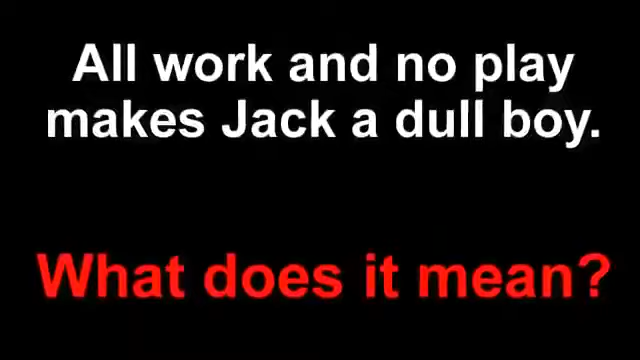 All work and no play
makes Jack a dull boy.
What does it mean?